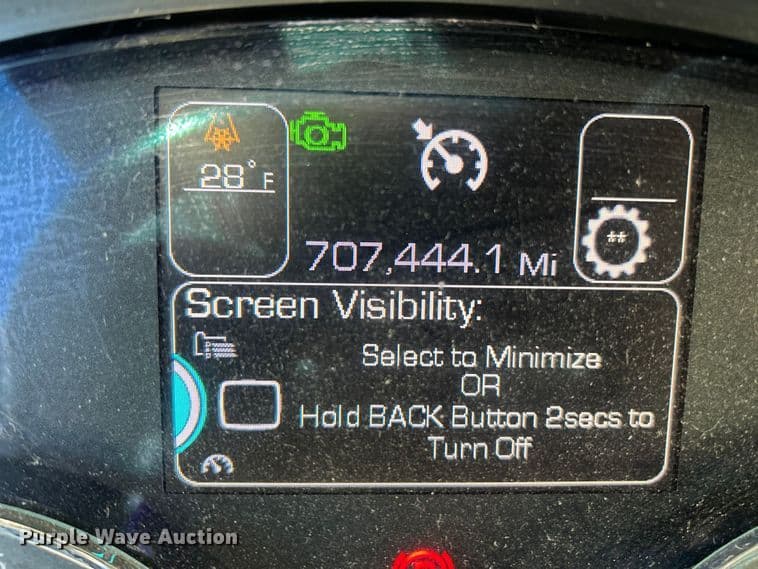 28°F
707,444.1 Mi
**
Screen Visibility:
Select to Minimize
OR
Hold BACK Button 2secs to
Turn Off
Purple Wave Auction